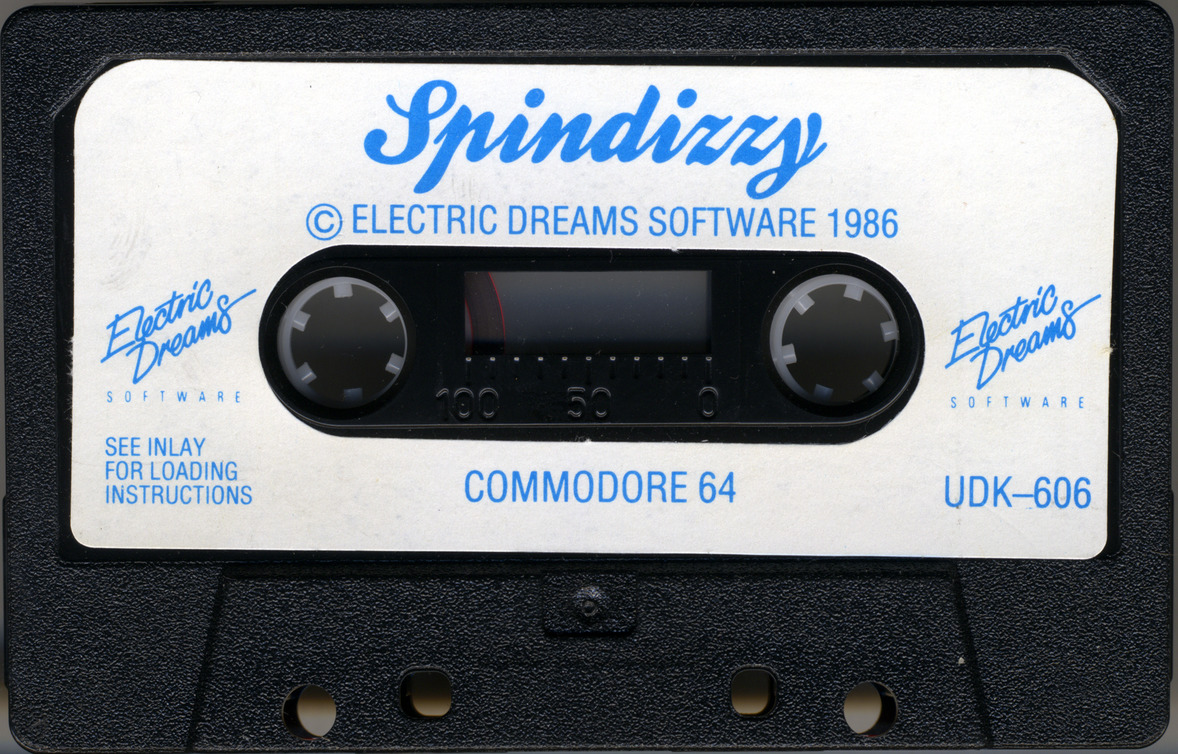 Spindizzy
© ELECTRIC DREAMS SOFTWARE 1986
Electric
Dreams
SOFTWARE
Electric
Dreams
SOFTWARE
100 50 0
SEE INLAY
FOR LOADING
INSTRUCTIONS
COMMODORE 64
UDK–606